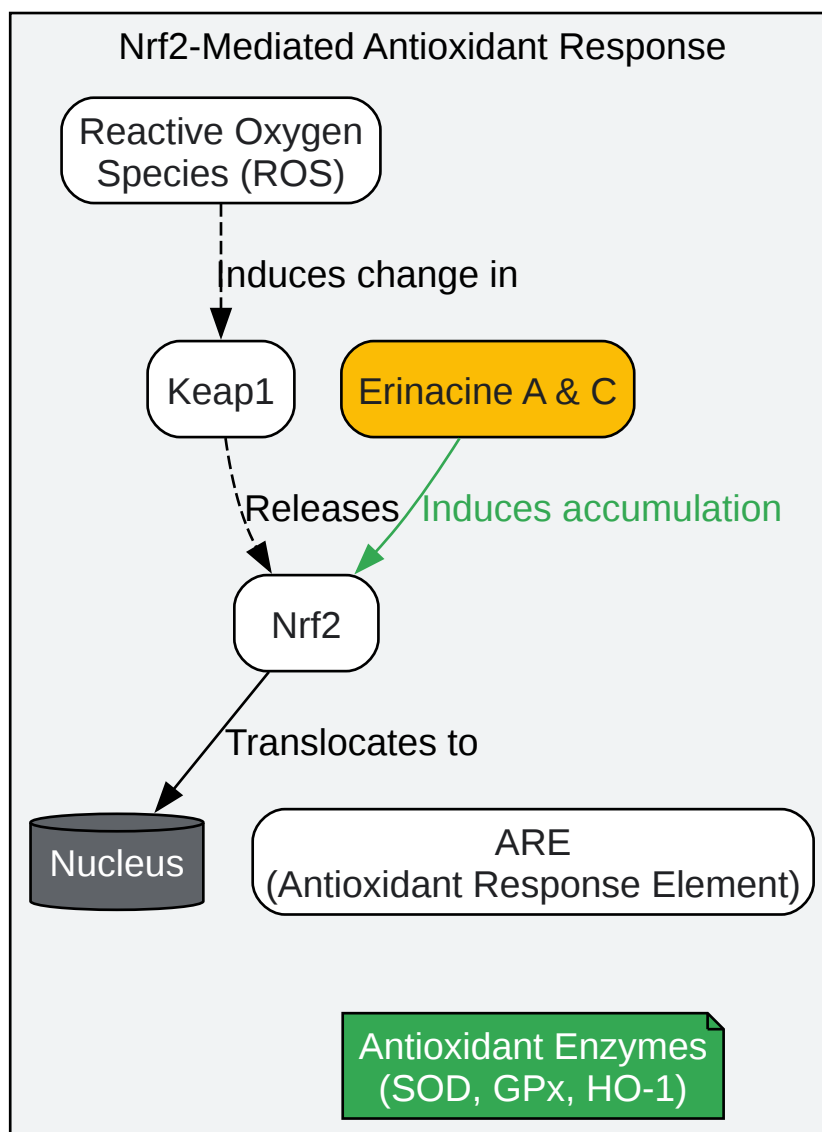 Nrf2-Mediated Antioxidant Response
Reactive Oxygen
Species (ROS)
Induces change in
Keap1
Erinacine A & C
Releases
Induces accumulation
Nrf2
Translocates to
Nucleus
ARE
(Antioxidant Response Element)
Antioxidant Enzymes
(SOD, GPx, HO-1)